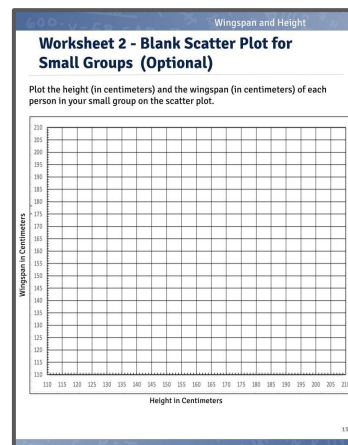 Wingspan and Height
Worksheet 2 - Blank Scatter Plot for
Small Groups (Optional)
Plot the height (in centimeters) and the wingspan (in centimeters) of each
person in your small group on the scatter plot.
Wingspan in Centimeters
210
205
200
195
190
185
180
175
170
165
160
155
150
145
140
135
130
125
120
115
110
110 115 120 125 130 135 140 145 150 155 160 165 170 175 180 185 190 195 200 205 210
Height in Centimeters